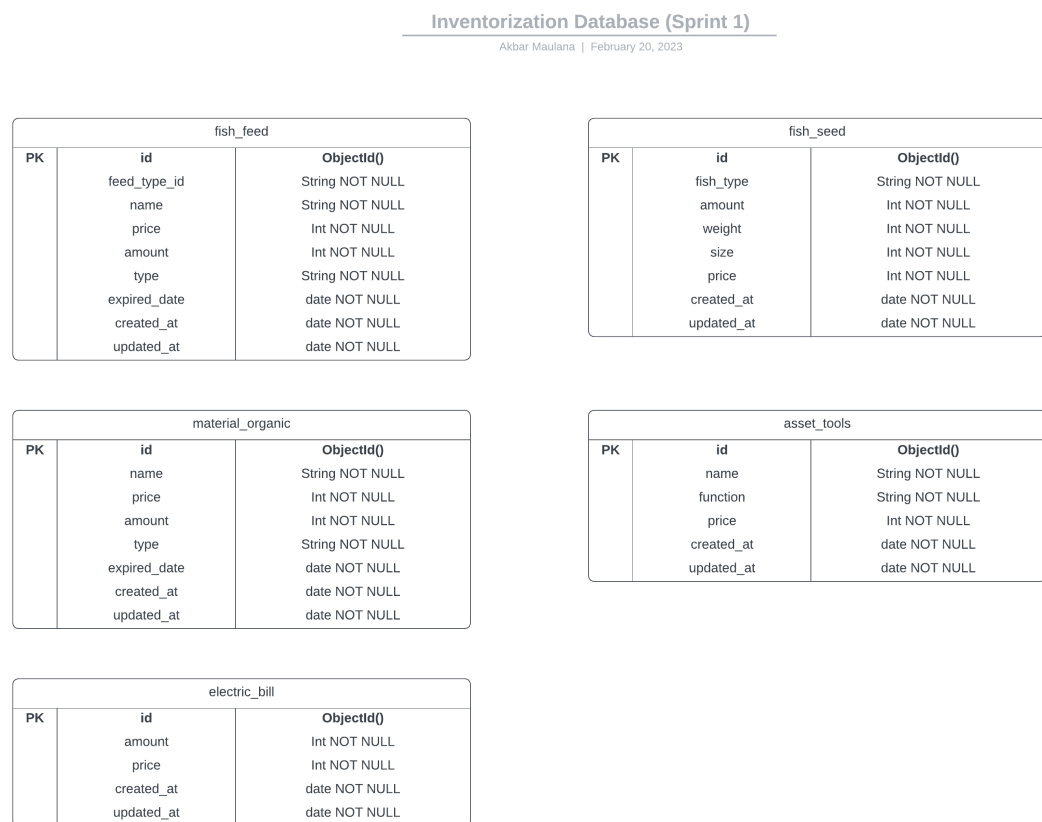 Inventorization Database (Sprint 1)
Akbar Maulana | February 20, 2023
fish_feed
PK id ObjectId()
feed_type_id String NOT NULL
name String NOT NULL
price Int NOT NULL
amount Int NOT NULL
type String NOT NULL
expired_date date NOT NULL
created_at date NOT NULL
updated_at date NOT NULL
fish_seed
PK id ObjectId()
fish_type String NOT NULL
amount Int NOT NULL
weight Int NOT NULL
size Int NOT NULL
price Int NOT NULL
created_at date NOT NULL
updated_at date NOT NULL
material_organic
PK id ObjectId()
name String NOT NULL
price Int NOT NULL
amount Int NOT NULL
type String NOT NULL
expired_date date NOT NULL
created_at date NOT NULL
updated_at date NOT NULL
asset_tools
PK id ObjectId()
name String NOT NULL
function String NOT NULL
price Int NOT NULL
created_at date NOT NULL
updated_at date NOT NULL
electric_bill
PK id ObjectId()
amount Int NOT NULL
price Int NOT NULL
created_at date NOT NULL
updated_at date NOT NULL